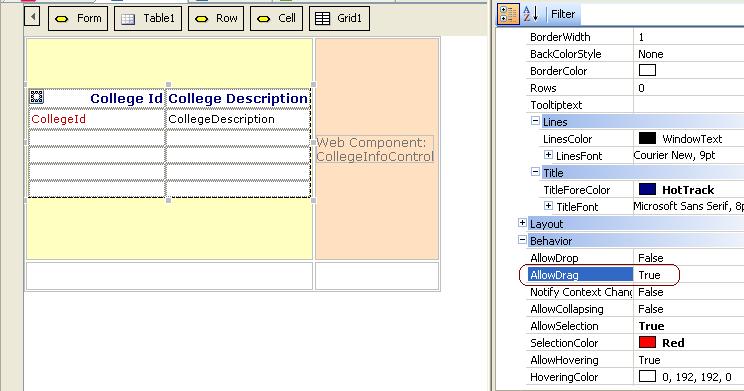 Form
Table1
Row
Cell
Grid1
College Id
College Description
CollegeId
CollegeDescription
Web Component:
CollegeInfoControl
Filter
BorderWidth 1
BackColorStyle None
BorderColor
Rows 0
Tooltiptext
Lines
LinesColor WindowText
LinesFont Courier New, 9pt
Title
TitleForeColor HotTrack
TitleFont Microsoft Sans Serif, 8p
Layout
Behavior
AllowDrop False
AllowDrag True
Notify Context Chang False
AllowCollapsing False
AllowSelection True
SelectionColor Red
AllowHovering True
HoveringColor 0, 192, 192, 0